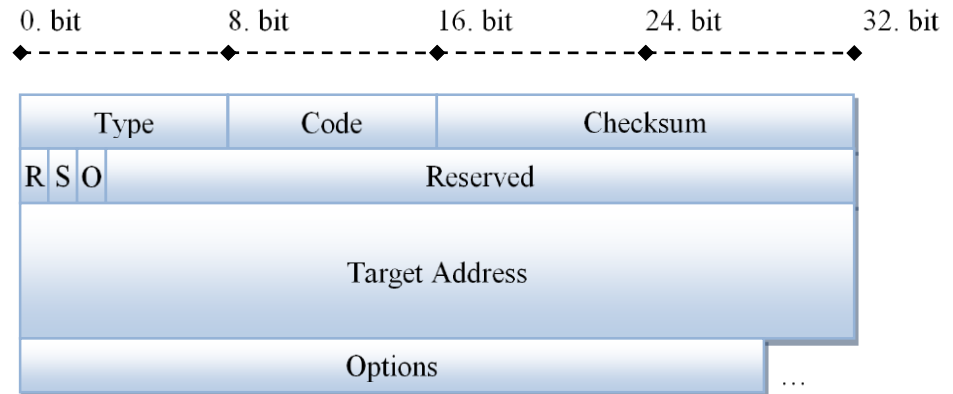 0. bit 8. bit 16. bit 24. bit 32. bit
Type Code Checksum
R S O Reserved
Target Address
Options ...